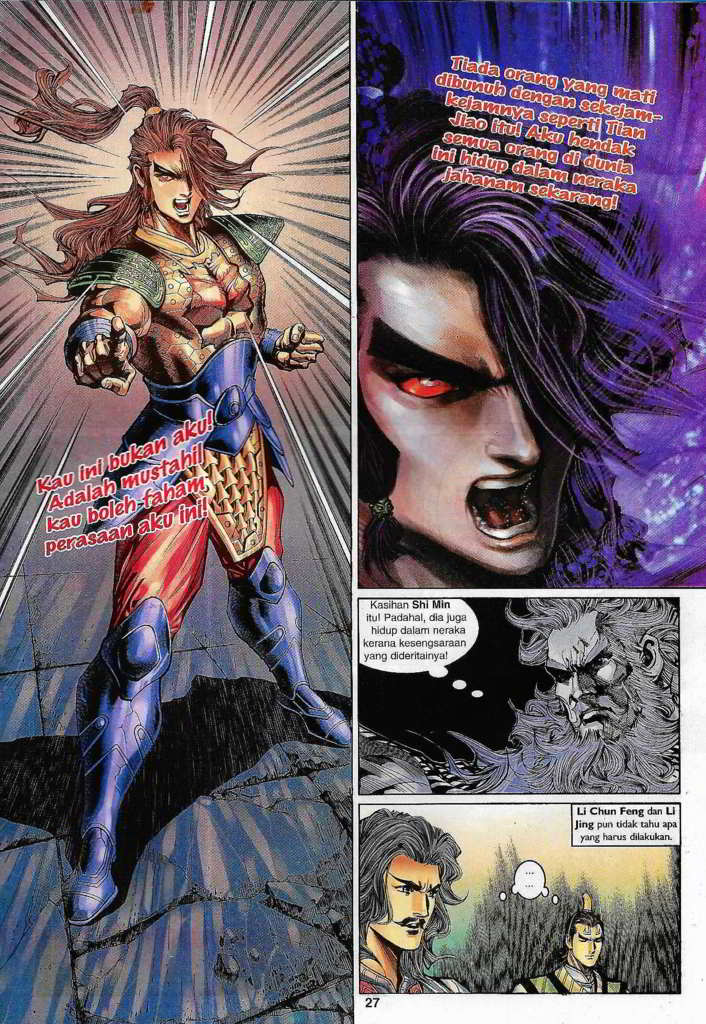 Kau ini bukan aku!
Adalah mustahil
kau boleh faham
perasaan aku ini!
Tiada orang yang mati
dibunuh dengan sekejam-
kejamnya seperti Tian
Jiao itu! Aku hendak
semua orang di dunia
ini hidup dalam neraka
jahanam sekarang!
Kasihan Shi Min
itu! Padahal, dia juga
hidup dalam neraka
kerana kesengsaraan
yang dideritainya!
Li Chun Feng dan Li
Jing pun tidak tahu apa
yang harus dilakukan.
...
...
27